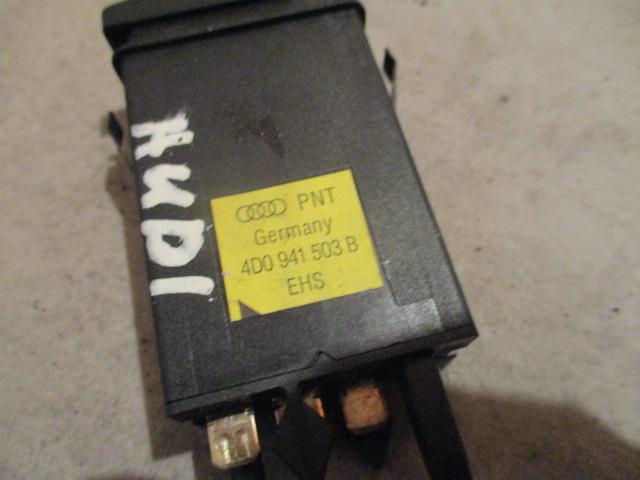 AUDI
PNT
Germany
4D0 941 503 B
EHS